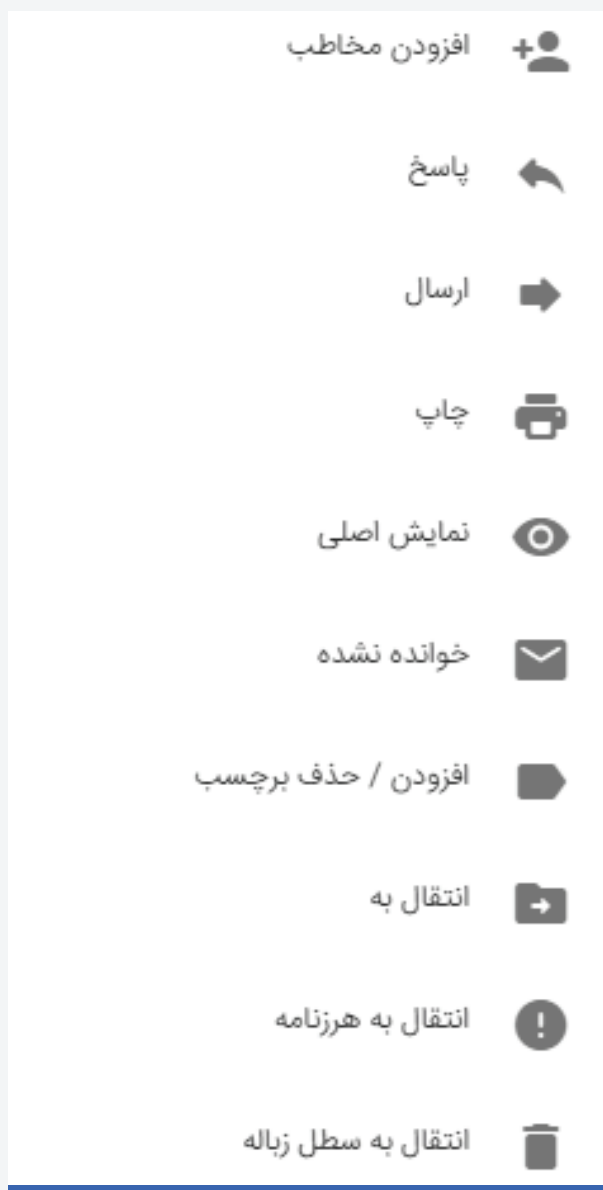 افزودن مخاطب
پاسخ
ارسال
چاپ
نمایش اصلی
خوانده نشده
افزودن / حذف برچسب
انتقال به
انتقال به هرزنامه
انتقال به سطل زباله